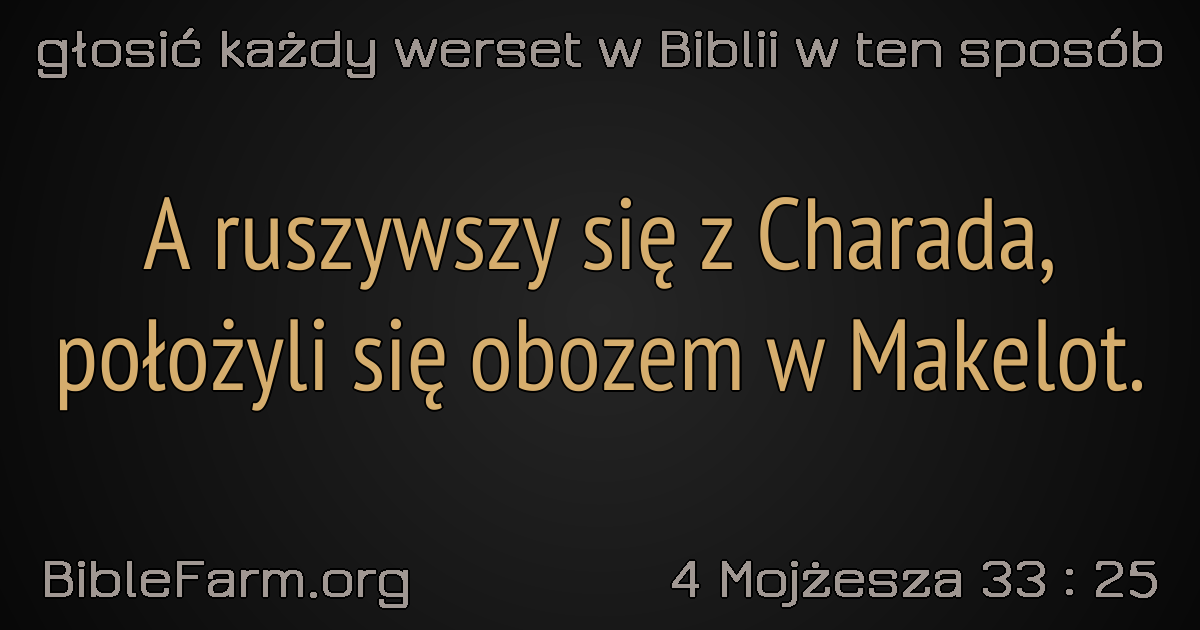 głosić każdy werset w Biblii w ten sposób
A ruszywszy się z Charada,
położyli się obozem w Makelot.
BibleFarm.org
4 Mojżesza 33 : 25